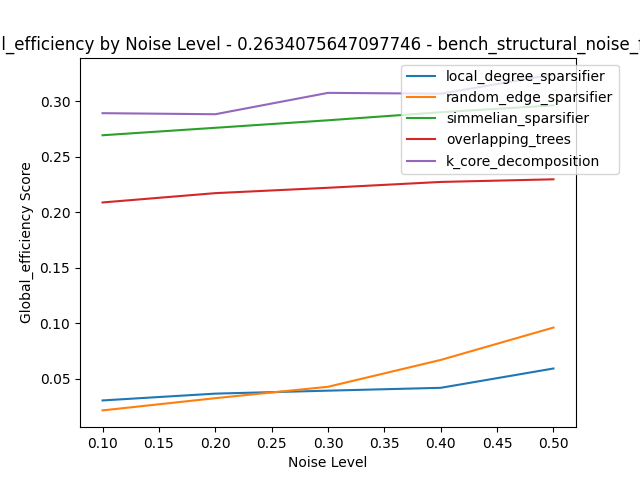 l_efficiency by Noise Level - 0.2634075647097746 - bench_structural_noise_
local_degree_sparsifier
random_edge_sparsifier
simmelian_sparsifier
overlapping_trees
k_core_decomposition
Global_efficiency Score
0.30
0.25
0.20
0.15
0.10
0.05
0.10 0.15 0.20 0.25 0.30 0.35 0.40 0.45 0.50
Noise Level